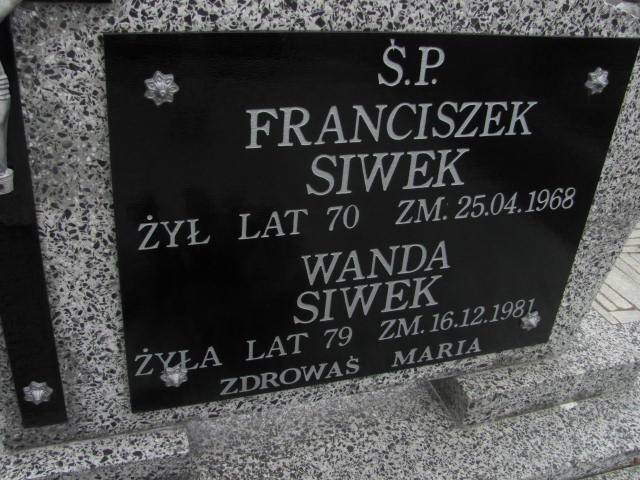 Ś.P.
FRANCISZEK
SIWEK
ŻYŁ LAT 70 ZM. 25.04.1968
WANDA
SIWEK
ŻYŁA LAT 79 ZM. 16.12.1981
ZDROWAŚ MARIA